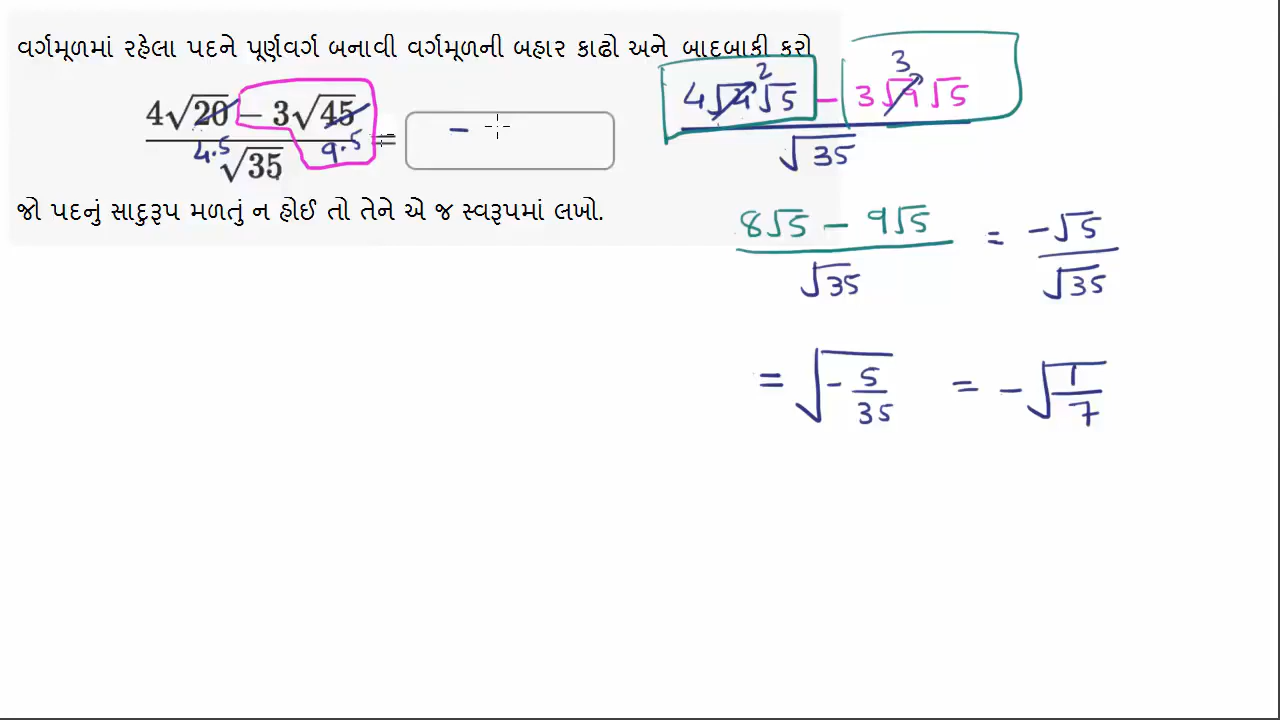 વર્ગમૂળમાં રહેલા પદને પૂર્ણવર્ગ બનાવી વર્ગમૂળની બહાર કાઢો અને બાદબાકી કરો
4√20 − 3√45
4·5 9·5
√35
= −
જો પદનું સાદુરૂપ મળતું ન હોઈ તો તેને એ જ સ્વરૂપમાં લખો.
2 3
4√4√5 − 3√9√5
√35
8√5 − 9√5 = −√5
√35 √35
= √−5/35 = −√1/7